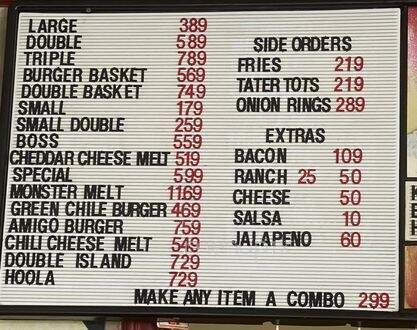 LARGE 389
DOUBLE 589
TRIPLE 789
BURGER BASKET 569
DOUBLE BASKET 749
SMALL 179
SMALL DOUBLE 259
BOSS 559
CHEDDAR CHEESE MELT 519
SPECIAL 599
MONSTER MELT 1169
GREEN CHILE BURGER 469
AMIGO BURGER 759
CHILI CHEESE MELT 549
DOUBLE ISLAND 729
HOOLA 729
SIDE ORDERS
FRIES 219
TATER TOTS 219
ONION RINGS 289
EXTRAS
BACON 109
RANCH 25 50
CHEESE 50
SALSA 10
JALAPENO 60
MAKE ANY ITEM A COMBO 299